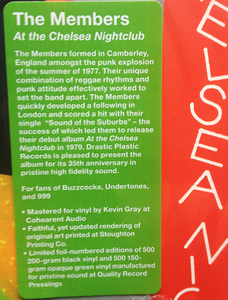 The Members
At the Chelsea Nightclub
The Members formed in Camberley,
England amongst the punk explosion
of the summer of 1977. Their unique
combination of reggae rhythms and
punk attitude effectively worked to
set the band apart. The Members
quickly developed a following in
London and scored a hit with their
single “Sound of the Suburbs” – the
success of which led them to release
their debut album At the Chelsea
Nightclub in 1979. Drastic Plastic
Records is pleased to present the
album for its 35th anniversary in
pristine high fidelity sound.
For fans of Buzzcocks, Undertones,
and 999
• Mastered for vinyl by Kevin Gray at
Cohearent Audio
• Faithful, yet updated rendering of
original art printed at Stoughton
Printing Co.
• Limited foil-numbered editions of 500
200-gram black vinyl and 500 150-
gram opaque green vinyl manufactured
for pristine sound at Quality Record
Pressings
ELSEA NI